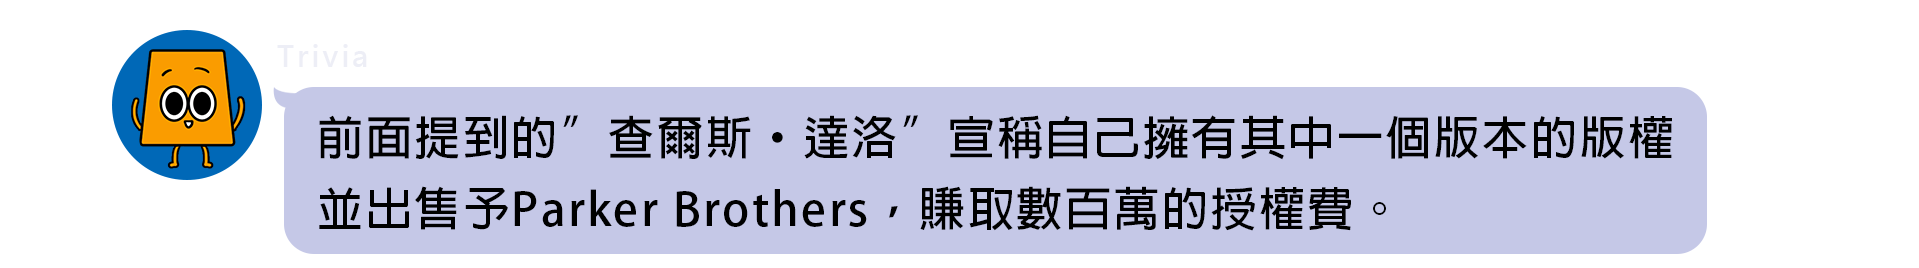 Trivia
前面提到的”查爾斯・達洛”宣稱自己擁有其中一個版本的版權
並出售予Parker Brothers，賺取數百萬的授權費。